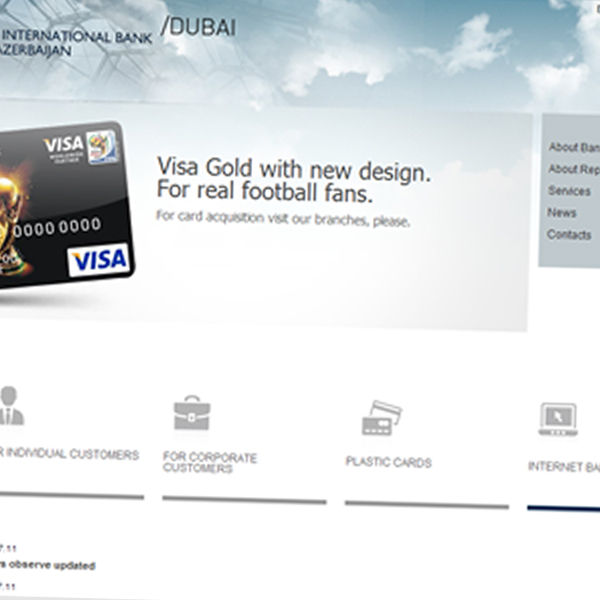 INTERNATIONAL BANK
AZERBAIJAN
/DUBAI
VISA
WORLDWIDE PARTNER
0000 0000
VISA
Visa Gold with new design.
For real football fans.
For card acquisition visit our branches, please.
About Ban
About Rep
Services
News
Contacts
R INDIVIDUAL CUSTOMERS
FOR CORPORATE
CUSTOMERS
PLASTIC CARDS
INTERNET BA
7.11
s observe updated
7.11